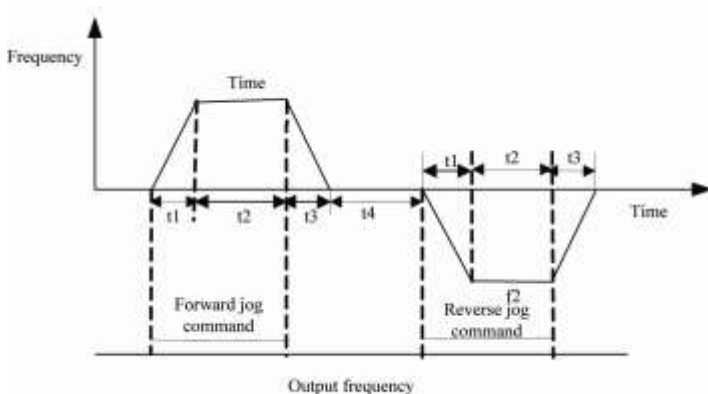 Frequency
Time
t1 t2 t3
t1 t2 t3 t4
Time
f2
Forward jog
command
Reverse jog
command
Output frequency